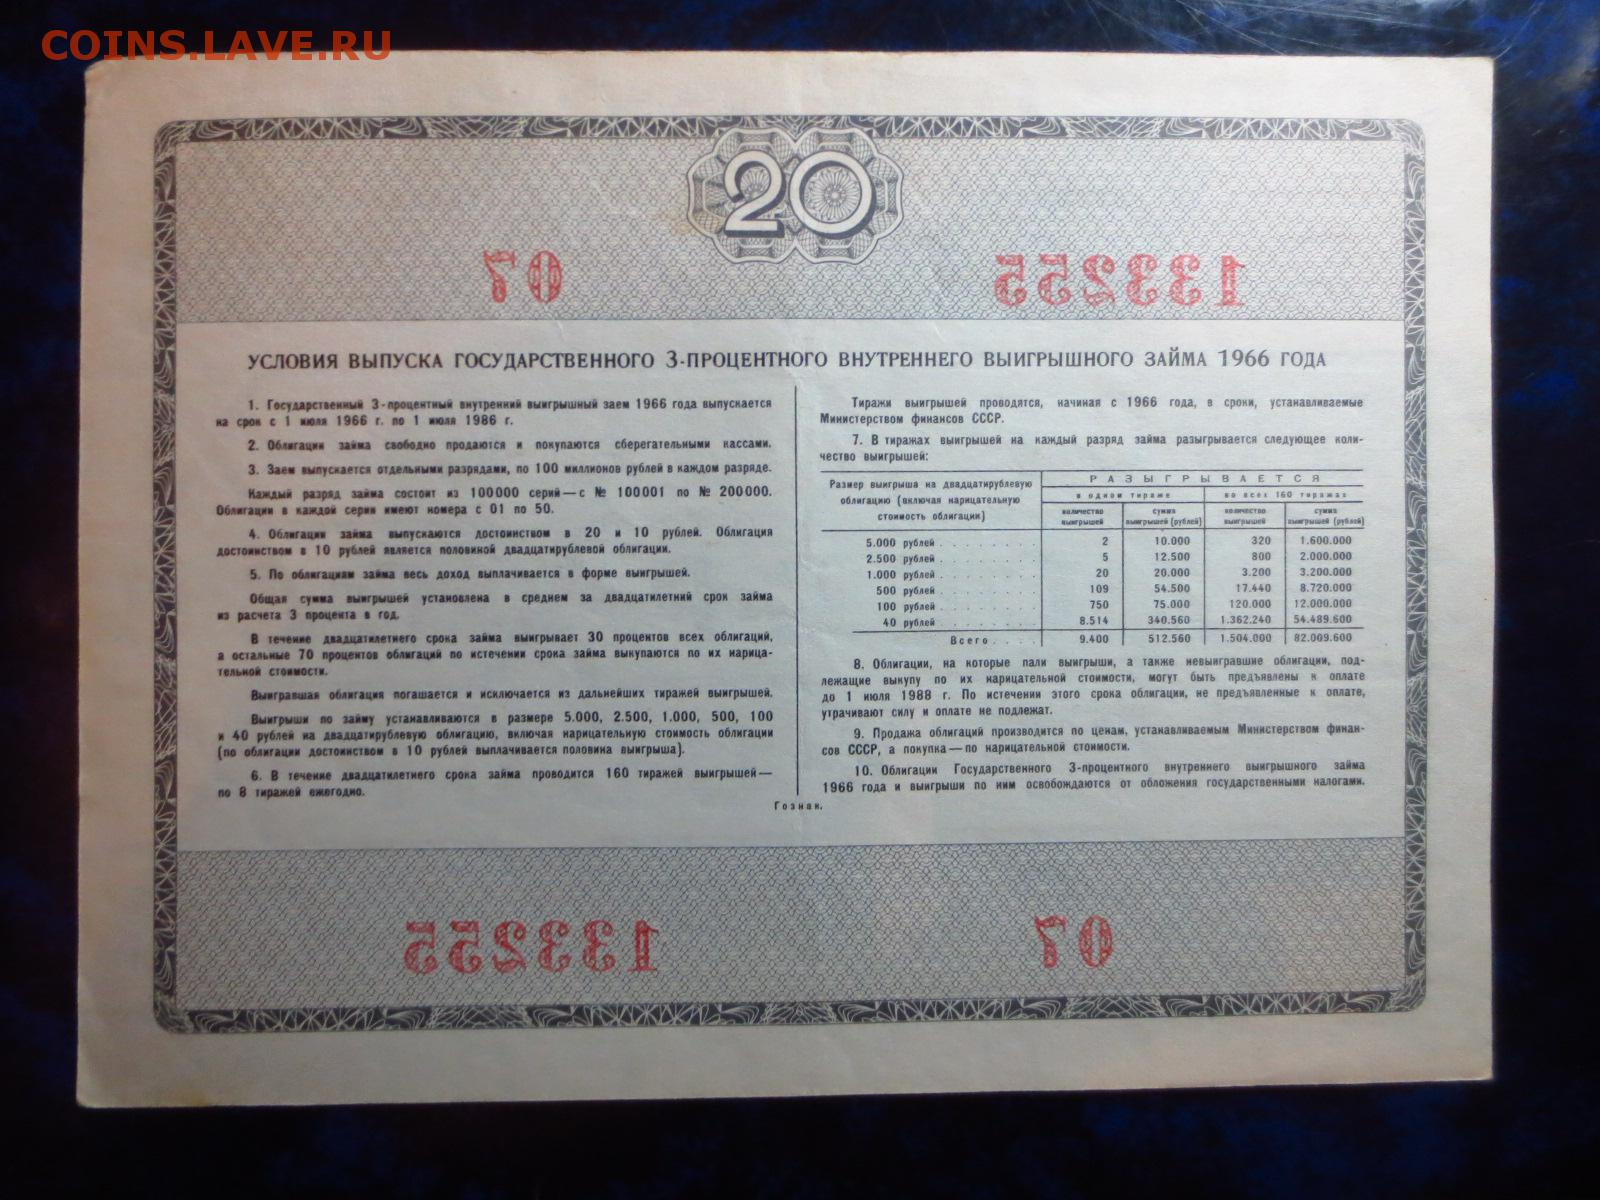 COINS.LAVE.RU
20
07 133255
УСЛОВИЯ ВЫПУСКА ГОСУДАРСТВЕННОГО 3-ПРОЦЕНТНОГО ВНУТРЕННЕГО ВЫИГРЫШНОГО ЗАЙМА 1966 ГОДА
1. Государственный 3-процентный внутренний выигрышный заем 1966 года выпускается
на срок с 1 июля 1966 г. по 1 июля 1986 г.
2. Облигации займа свободно продаются и покупаются сберегательными кассами.
3. Заем выпускается отдельными разрядами, по 100 миллионов рублей в каждом разряде.
Каждый разряд займа состоит из 100000 серий — с № 100001 по № 200000.
Облигации в каждой серии имеют номера с 01 по 50.
4. Облигации займа выпускаются достоинством в 20 и 10 рублей. Облигация
достоинством в 10 рублей является половиной двадцатирублевой облигации.
5. По облигациям займа весь доход выплачивается в форме выигрышей.
Общая сумма выигрышей установлена в среднем за двадцатилетний срок займа
из расчета 3 процента в год.
В течение двадцатилетнего срока займа выигрывает 30 процентов всех облигаций,
а остальные 70 процентов облигаций по истечении срока займа выкупаются по их нарица-
тельной стоимости.
Выигравшая облигация погашается и исключается из дальнейших тиражей выигрышей.
Выигрыши по займу устанавливаются в размере 5.000, 2.500, 1.000, 500, 100
и 40 рублей на двадцатирублевую облигацию, включая нарицательную стоимость облигации
(по облигации достоинством в 10 рублей выплачивается половина выигрыша).
6. В течение двадцатилетнего срока займа проводится 160 тиражей выигрышей —
по 8 тиражей ежегодно.
Тиражи выигрышей проводятся, начиная с 1966 года, в сроки, устанавливаемые
Министерством финансов СССР.
7. В тиражах выигрышей на каждый разряд займа разыгрывается следующее коли-
чество выигрышей:
Размер выигрыша на двадцатирублевую
облигацию (включая нарицательную
стоимость облигации)
РАЗЫГРЫВАЕТСЯ
в одном тираже во всех 160 тиражах
количество выигрышей сумма выигрышей (рублей) количество выигрышей сумма выигрышей (рублей)
5.000 рублей . . . . . . . . 2 10.000 320 1.600.000
2.500 рублей . . . . . . . . 5 12.500 800 2.000.000
1.000 рублей . . . . . . . . 20 20.000 3.200 3.200.000
500 рублей . . . . . . . . 109 54.500 17.440 8.720.000
100 рублей . . . . . . . . 750 75.000 120.000 12.000.000
40 рублей . . . . . . . . 8.514 340.560 1.362.240 54.489.600
Всего . . . . 9.400 512.560 1.504.000 82.009.600
8. Облигации, на которые пали выигрыши, а также невыигравшие облигации, под-
лежащие выкупу по их нарицательной стоимости, могут быть предъявлены к оплате
до 1 июля 1988 г. По истечении этого срока облигации, не предъявленные к оплате,
утрачивают силу и оплате не подлежат.
9. Продажа облигаций производится по ценам, устанавливаемым Министерством финан-
сов СССР, а покупка — по нарицательной стоимости.
10. Облигации Государственного 3-процентного внутреннего выигрышного займа
1966 года и выигрыши по ним освобождаются от обложения государственными налогами.
Гознак.
133255 07